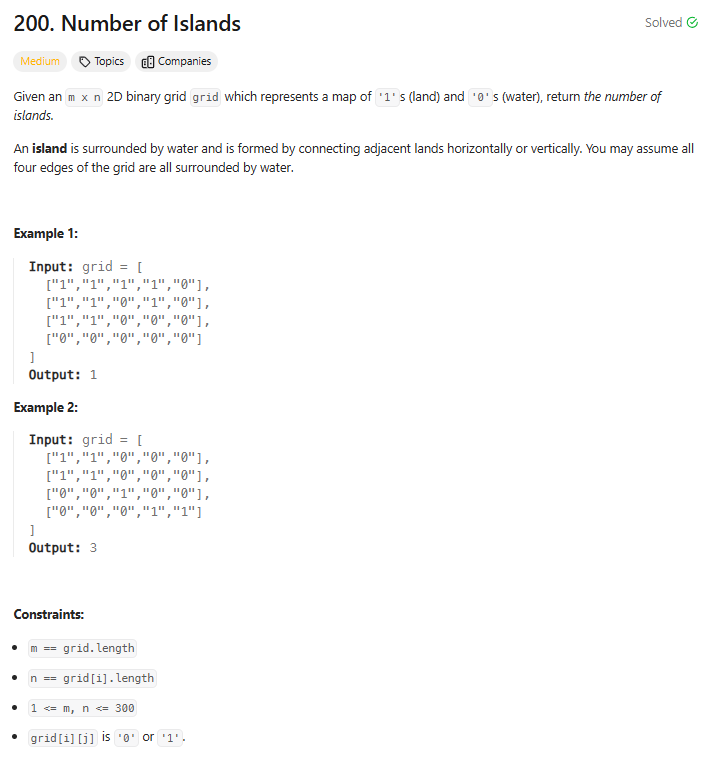 200. Number of Islands
Solved
Medium Topics Companies
Given an m x n 2D binary grid grid which represents a map of '1's (land) and '0's (water), return the number of
islands.
An island is surrounded by water and is formed by connecting adjacent lands horizontally or vertically. You may assume all
four edges of the grid are all surrounded by water.
Example 1:
Input: grid = [
["1","1","1","1","0"],
["1","1","0","1","0"],
["1","1","0","0","0"],
["0","0","0","0","0"]
]
Output: 1
Example 2:
Input: grid = [
["1","1","0","0","0"],
["1","1","0","0","0"],
["0","0","1","0","0"],
["0","0","0","1","1"]
]
Output: 3
Constraints:
• m == grid.length
• n == grid[i].length
• 1 <= m, n <= 300
• grid[i][j] is '0' or '1'.